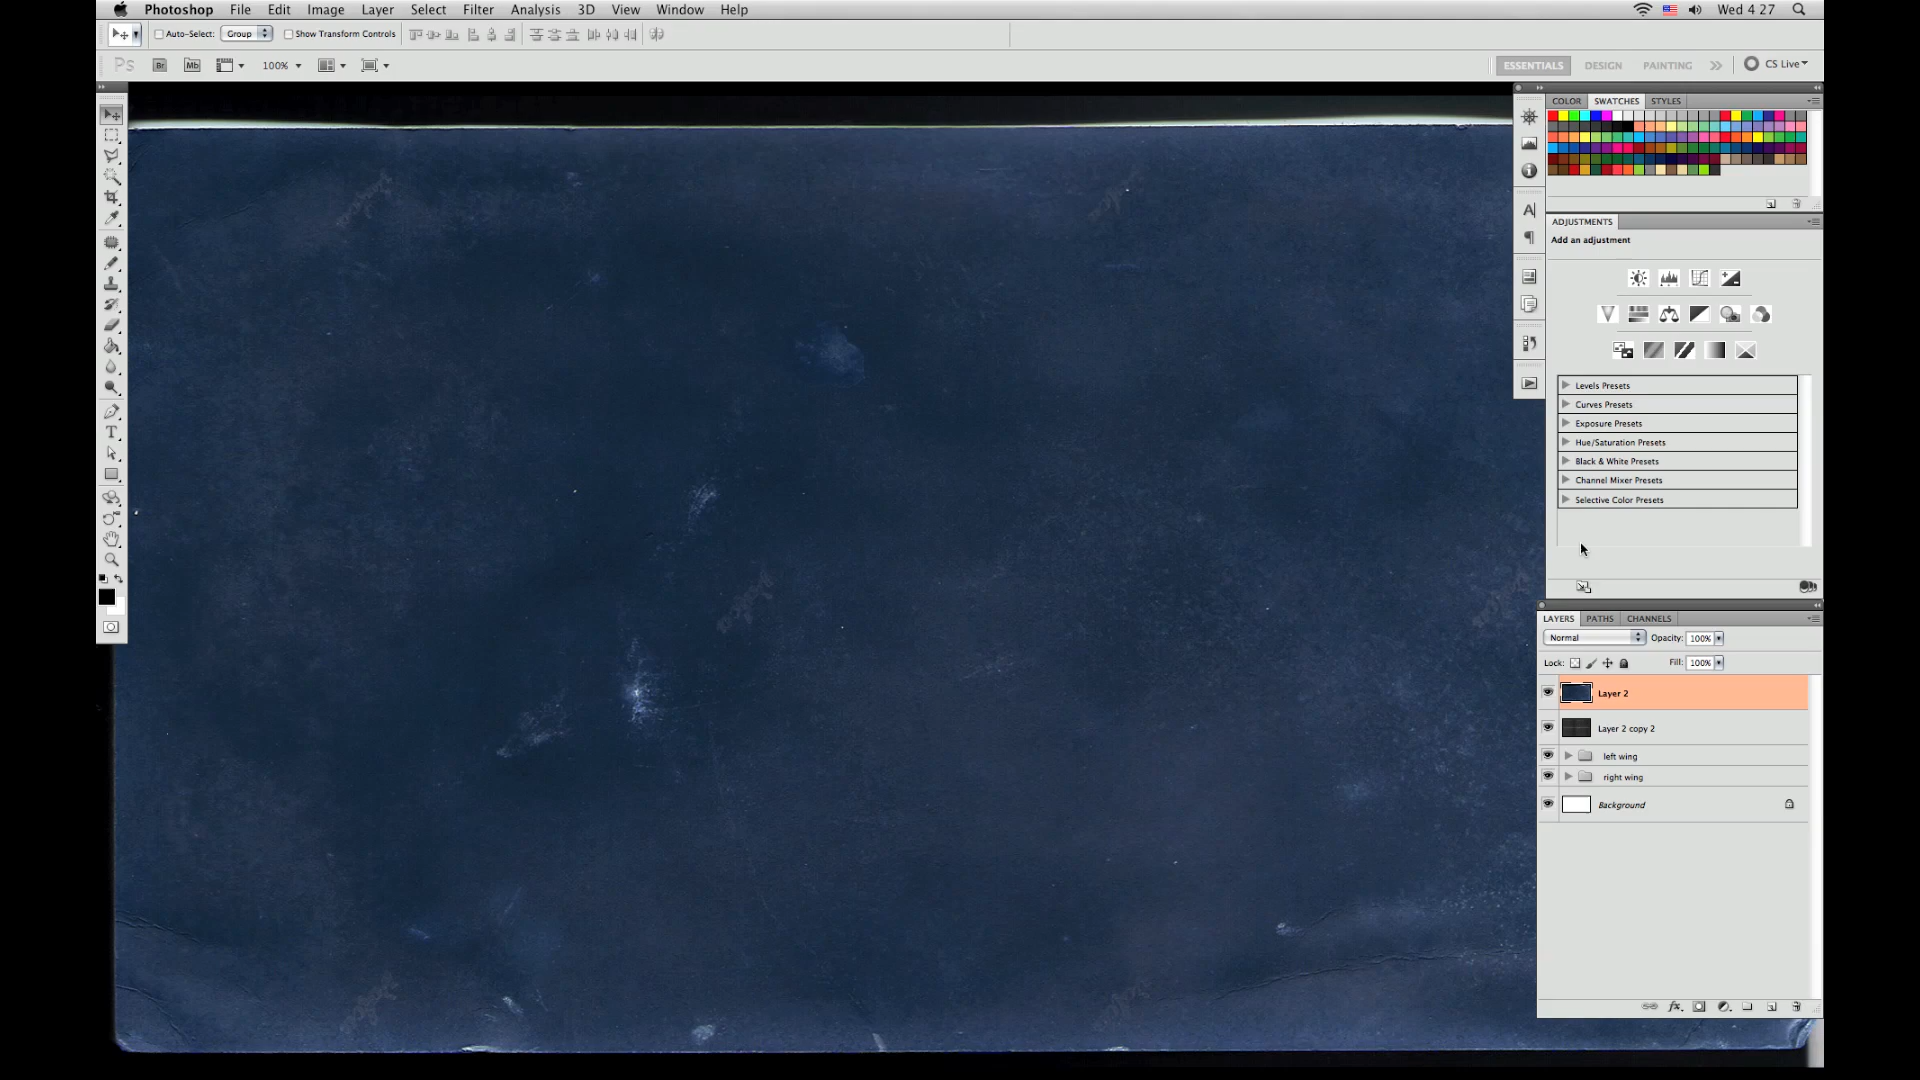 Photoshop File Edit Image Layer Select Filter Analysis 3D View Window Help Wed 4 27
Auto-Select: Group Show Transform Controls
Ps Br Mb 100% ESSENTIALS DESIGN PAINTING CS Live
COLOR SWATCHES STYLES
ADJUSTMENTS
Add an adjustment
Levels Presets
Curves Presets
Exposure Presets
Hue/Saturation Presets
Black & White Presets
Channel Mixer Presets
Selective Color Presets
LAYERS PATHS CHANNELS
Normal Opacity: 100%
Lock: Fill: 100%
Layer 2
Layer 2 copy 2
left wing
right wing
Background